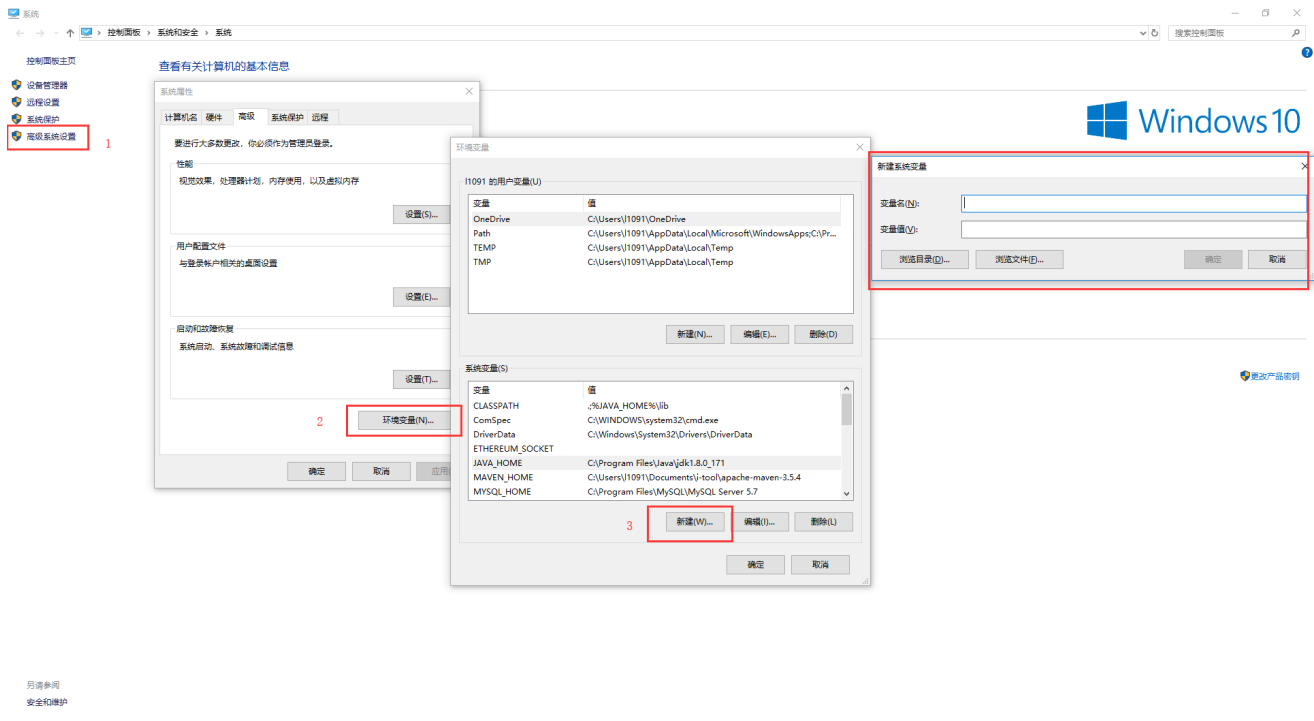 系统
控制面板 › 系统和安全 › 系统
搜索控制面板
控制面板主页
设备管理器
远程设置
系统保护
高级系统设置
1
查看有关计算机的基本信息
Windows 10
系统属性
计算机名 硬件 高级 系统保护 远程
要进行大多数更改，你必须作为管理员登录。
性能
视觉效果，处理器计划，内存使用，以及虚拟内存
设置(S)...
用户配置文件
与登录帐户相关的桌面设置
设置(E)...
启动和故障恢复
系统启动、系统故障和调试信息
设置(T)...
2
环境变量(N)...
确定 取消 应用(
环境变量
l1091 的用户变量(U)
变量 值
OneDrive C:\Users\l1091\OneDrive
Path C:\Users\l1091\AppData\Local\Microsoft\WindowsApps;C:\Pr...
TEMP C:\Users\l1091\AppData\Local\Temp
TMP C:\Users\l1091\AppData\Local\Temp
新建(N)... 编辑(E)... 删除(D)
系统变量(S)
变量 值
CLASSPATH .;%JAVA_HOME%\lib
ComSpec C:\WINDOWS\system32\cmd.exe
DriverData C:\Windows\System32\Drivers\DriverData
ETHEREUM_SOCKET
JAVA_HOME C:\Program Files\Java\jdk1.8.0_171
MAVEN_HOME C:\Users\l1091\Documents\i-tool\apache-maven-3.5.4
MYSQL_HOME C:\Program Files\MySQL\MySQL Server 5.7
3
新建(W)... 编辑(I)... 删除(L)
确定 取消
新建系统变量
变量名(N):
变量值(V):
浏览目录(D)... 浏览文件(F)... 确定 取消
更改产品密钥
另请参阅
安全和维护